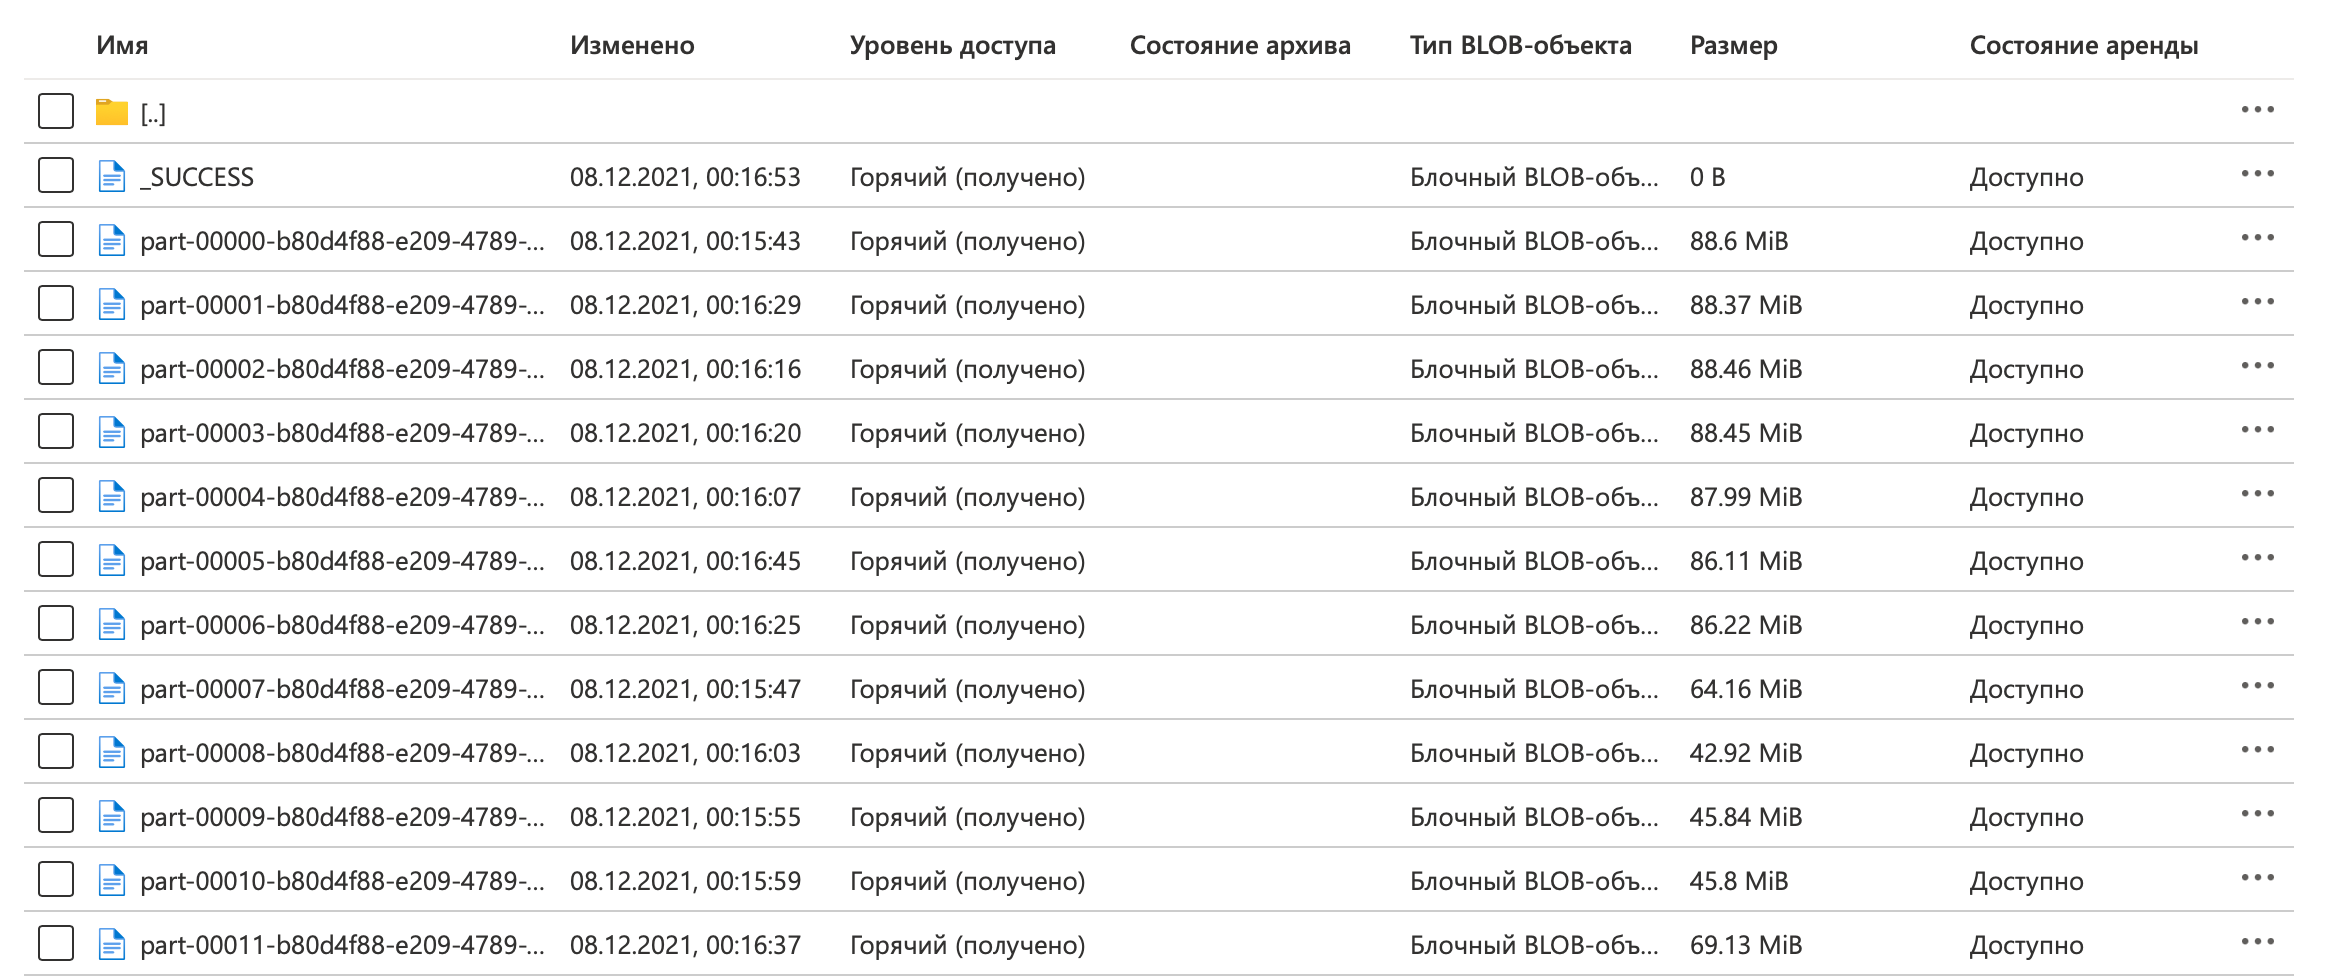 Имя Изменено Уровень доступа Состояние архива Тип BLOB-объекта Размер Состояние аренды
[..]
_SUCCESS 08.12.2021, 00:16:53 Горячий (получено) Блочный BLOB-объ... 0 B Доступно
part-00000-b80d4f88-e209-4789-... 08.12.2021, 00:15:43 Горячий (получено) Блочный BLOB-объ... 88.6 MiB Доступно
part-00001-b80d4f88-e209-4789-... 08.12.2021, 00:16:29 Горячий (получено) Блочный BLOB-объ... 88.37 MiB Доступно
part-00002-b80d4f88-e209-4789-... 08.12.2021, 00:16:16 Горячий (получено) Блочный BLOB-объ... 88.46 MiB Доступно
part-00003-b80d4f88-e209-4789-... 08.12.2021, 00:16:20 Горячий (получено) Блочный BLOB-объ... 88.45 MiB Доступно
part-00004-b80d4f88-e209-4789-... 08.12.2021, 00:16:07 Горячий (получено) Блочный BLOB-объ... 87.99 MiB Доступно
part-00005-b80d4f88-e209-4789-... 08.12.2021, 00:16:45 Горячий (получено) Блочный BLOB-объ... 86.11 MiB Доступно
part-00006-b80d4f88-e209-4789-... 08.12.2021, 00:16:25 Горячий (получено) Блочный BLOB-объ... 86.22 MiB Доступно
part-00007-b80d4f88-e209-4789-... 08.12.2021, 00:15:47 Горячий (получено) Блочный BLOB-объ... 64.16 MiB Доступно
part-00008-b80d4f88-e209-4789-... 08.12.2021, 00:16:03 Горячий (получено) Блочный BLOB-объ... 42.92 MiB Доступно
part-00009-b80d4f88-e209-4789-... 08.12.2021, 00:15:55 Горячий (получено) Блочный BLOB-объ... 45.84 MiB Доступно
part-00010-b80d4f88-e209-4789-... 08.12.2021, 00:15:59 Горячий (получено) Блочный BLOB-объ... 45.8 MiB Доступно
part-00011-b80d4f88-e209-4789-... 08.12.2021, 00:16:37 Горячий (получено) Блочный BLOB-объ... 69.13 MiB Доступно